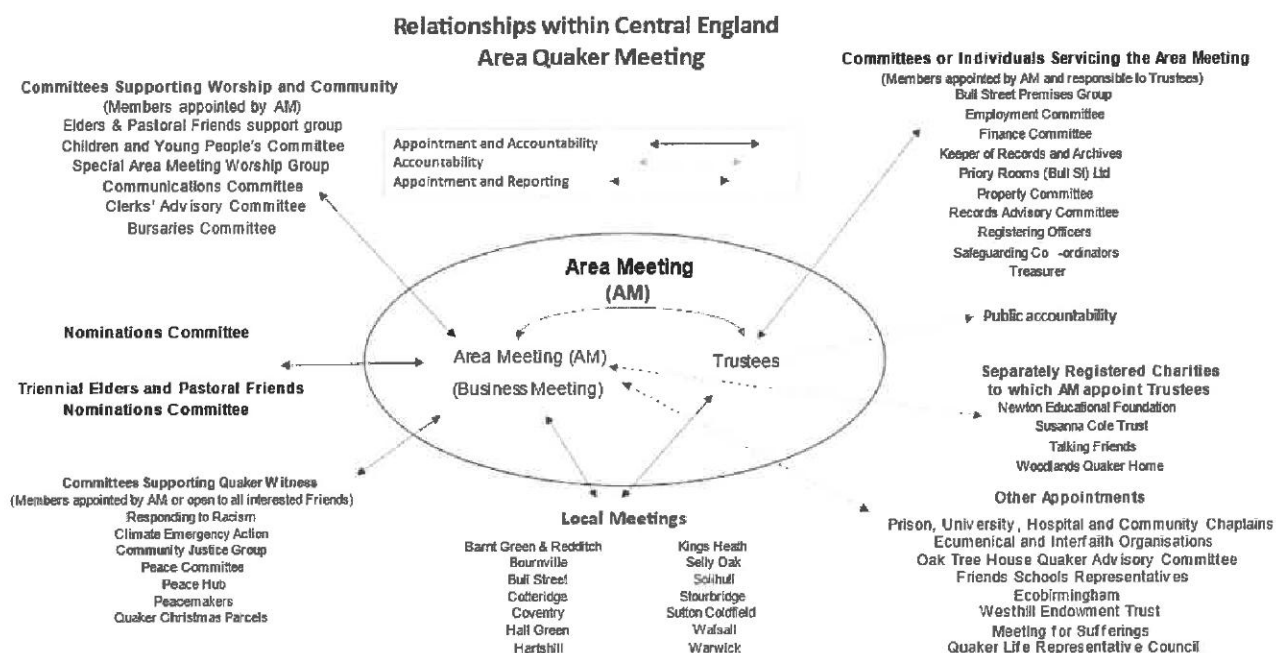 Relationships within Central England
Area Quaker Meeting
Committees Supporting Worship and Community
(Members appointed by AM)
Elders & Pastoral Friends support group
Children and Young People's Committee
Special Area Meeting Worship Group
Communications Committee
Clerks' Advisory Committee
Bursaries Committee
Appointment and Accountability
Accountability
Appointment and Reporting
Committees or Individuals Servicing the Area Meeting
(Members appointed by AM and responsible to Trustees)
Bull Street Premises Group
Employment Committee
Finance Committee
Keeper of Records and Archives
Priory Rooms (Bull St) Ltd
Property Committee
Records Advisory Committee
Registering Officers
Safeguarding Co -ordinators
Treasurer
Area Meeting
(AM)
Area Meeting (AM)
(Business Meeting)
Trustees
Nominations Committee
Triennial Elders and Pastoral Friends
Nominations Committee
Public accountability
Separately Registered Charities
to which AM appoint Trustees
Newton Educational Foundation
Susanna Cole Trust
Talking Friends
Woodlands Quaker Home
Committees Supporting Quaker Witness
(Members appointed by AM or open to all interested Friends)
Responding to Racism
Climate Emergency Action
Community Justice Group
Peace Committee
Peace Hub
Peacemakers
Quaker Christmas Parcels
Local Meetings
Barnt Green & Redditch
Bournville
Bull Street
Cotteridge
Coventry
Hall Green
Hartshill
Kings Heath
Selly Oak
Solihull
Stourbridge
Sutton Coldfield
Walsall
Warwick
Other Appointments
Prison, University, Hospital and Community Chaplains
Ecumenical and Interfaith Organisations
Oak Tree House Quaker Advisory Committee
Friends Schools Representatives
Ecobirmingham
Westhill Endowment Trust
Meeting for Sufferings
Quaker Life Representative Council